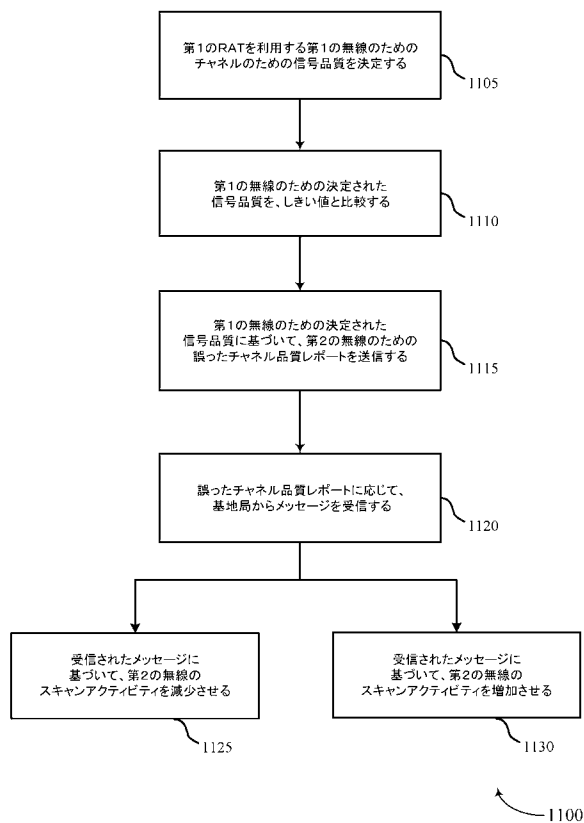 第1のRATを利用する第1の無線のための
チャネルのための信号品質を決定する
1105
第1の無線のための決定された
信号品質を、しきい値と比較する
1110
第1の無線のための決定された
信号品質に基づいて、第2の無線のための
誤ったチャネル品質レポートを送信する
1115
誤ったチャネル品質レポートに応じて、
基地局からメッセージを受信する
1120
受信されたメッセージに
基づいて、第2の無線の
スキャンアクティビティを減少させる
1125
受信されたメッセージに
基づいて、第2の無線の
スキャンアクティビティを増加させる
1130
1100